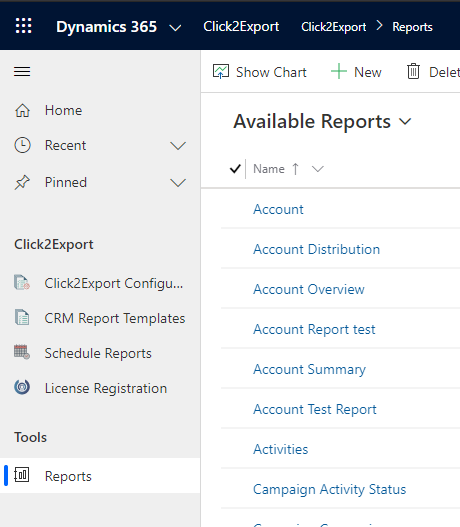 Dynamics 365 Click2Export Click2Export > Reports
Show Chart New Delet
Home
Recent
Pinned
Click2Export
Click2Export Configu...
CRM Report Templates
Schedule Reports
License Registration
Tools
Reports
Available Reports
Name ↑
Account
Account Distribution
Account Overview
Account Report test
Account Summary
Account Test Report
Activities
Campaign Activity Status